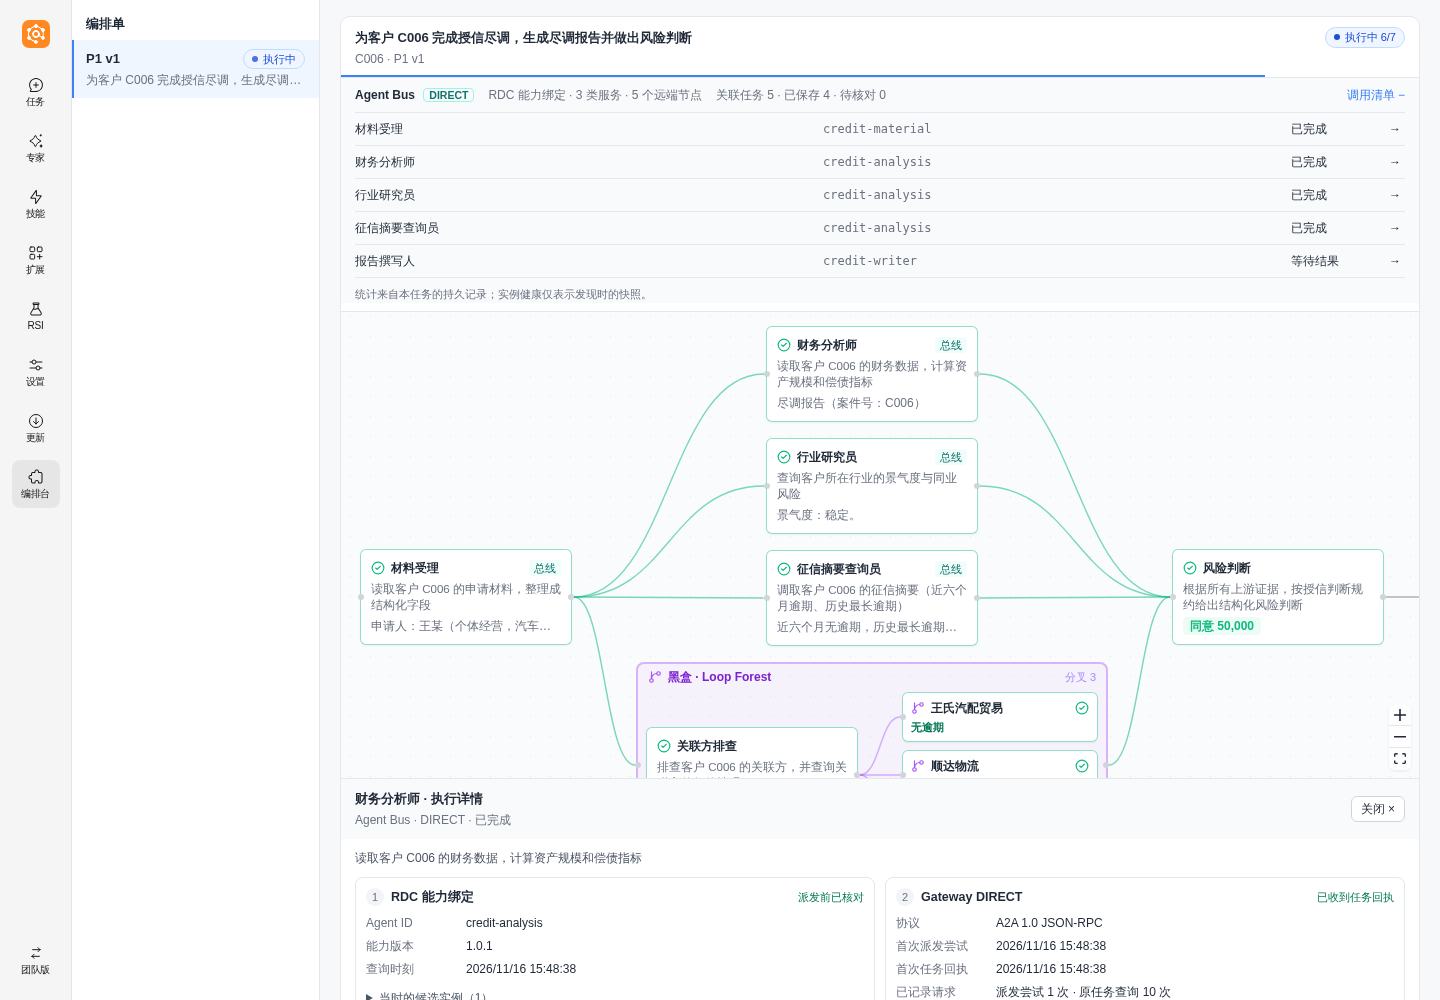 任务
专家
技能
扩展
RSI
设置
更新
编排台
团队版
编排单
P1 v1
执行中
为客户 C006 完成授信尽调，生成尽调…
为客户 C006 完成授信尽调，生成尽调报告并做出风险判断
执行中 6/7
C006 · P1 v1
Agent Bus DIRECT RDC 能力绑定 · 3 类服务 · 5 个远端节点 关联任务 5 · 已保存 4 · 待核对 0 调用清单 −
材料受理 credit-material 已完成 →
财务分析师 credit-analysis 已完成 →
行业研究员 credit-analysis 已完成 →
征信摘要查询员 credit-analysis 已完成 →
报告撰写人 credit-writer 等待结果 →
统计来自本任务的持久记录；实例健康仅表示发现时的快照。
财务分析师 总线
读取客户 C006 的财务数据，计算资
产规模和偿债指标
尽调报告（案件号：C006）
行业研究员 总线
查询客户所在行业的景气度与同业
风险
景气度：稳定。
材料受理 总线
读取客户 C006 的申请材料，整理成
结构化字段
申请人：王某（个体经营，汽车…
征信摘要查询员 总线
调取客户 C006 的征信摘要（近六个
月逾期、历史最长逾期）
近六个月无逾期，历史最长逾期…
风险判断
根据所有上游证据，按授信判断规
约给出结构化风险判断
同意 50,000
黑盒 · Loop Forest 分叉 3
王氏汽配贸易
无逾期
关联方排查
排查客户 C006 的关联方，并查询关
顺达物流
财务分析师 · 执行详情
Agent Bus · DIRECT · 已完成
关闭 ×
读取客户 C006 的财务数据，计算资产规模和偿债指标
1 RDC 能力绑定 派发前已核对
Agent ID credit-analysis
能力版本 1.0.1
查询时刻 2026/11/16 15:48:38
▶ 当时的候选实例（1）
2 Gateway DIRECT 已收到任务回执
协议 A2A 1.0 JSON-RPC
首次派发尝试 2026/11/16 15:48:38
首次任务回执 2026/11/16 15:48:38
已记录请求 派发尝试 1 次 · 原任务查询 10 次